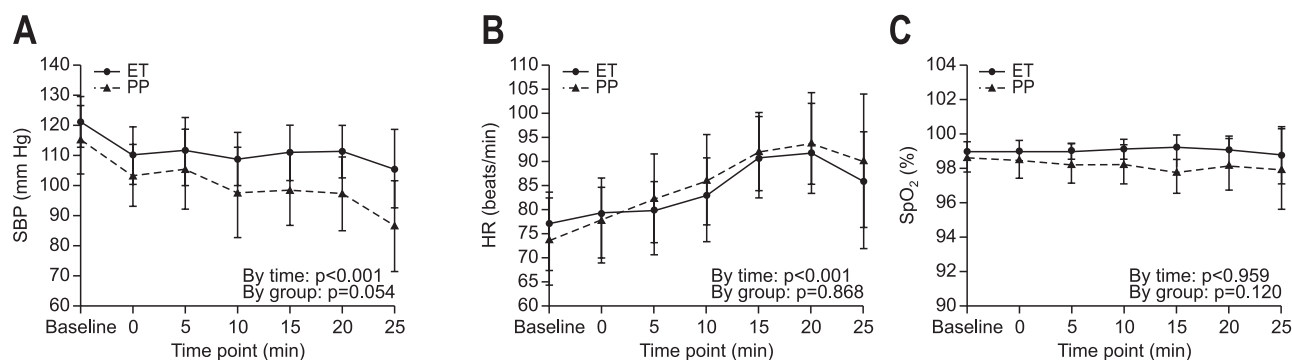 A
140
130
120
110
100
90
80
70
60
SBP (mm Hg)
ET
PP
By time: p<0.001
By group: p=0.054
Baseline 0 5 10 15 20 25
Time point (min)
B
110
105
100
95
90
85
80
75
70
65
60
HR (beats/min)
ET
PP
By time: p<0.001
By group: p=0.868
Baseline 0 5 10 15 20 25
Time point (min)
C
104
102
100
98
96
94
92
90
SpO₂ (%)
ET
PP
By time: p<0.959
By group: p=0.120
Baseline 0 5 10 15 20 25
Time point (min)